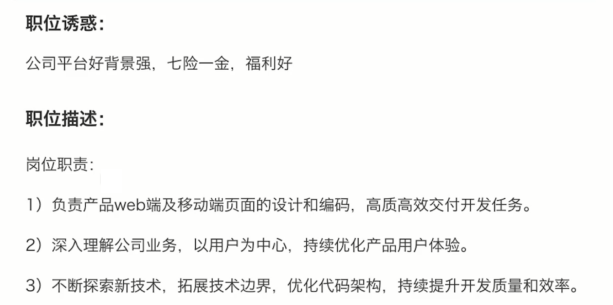 职位诱惑：
公司平台好背景强，七险一金，福利好
职位描述：
岗位职责：
1）负责产品web端及移动端页面的设计和编码，高质高效交付开发任务。
2）深入理解公司业务，以用户为中心，持续优化产品用户体验。
3）不断探索新技术，拓展技术边界，优化代码架构，持续提升开发质量和效率。